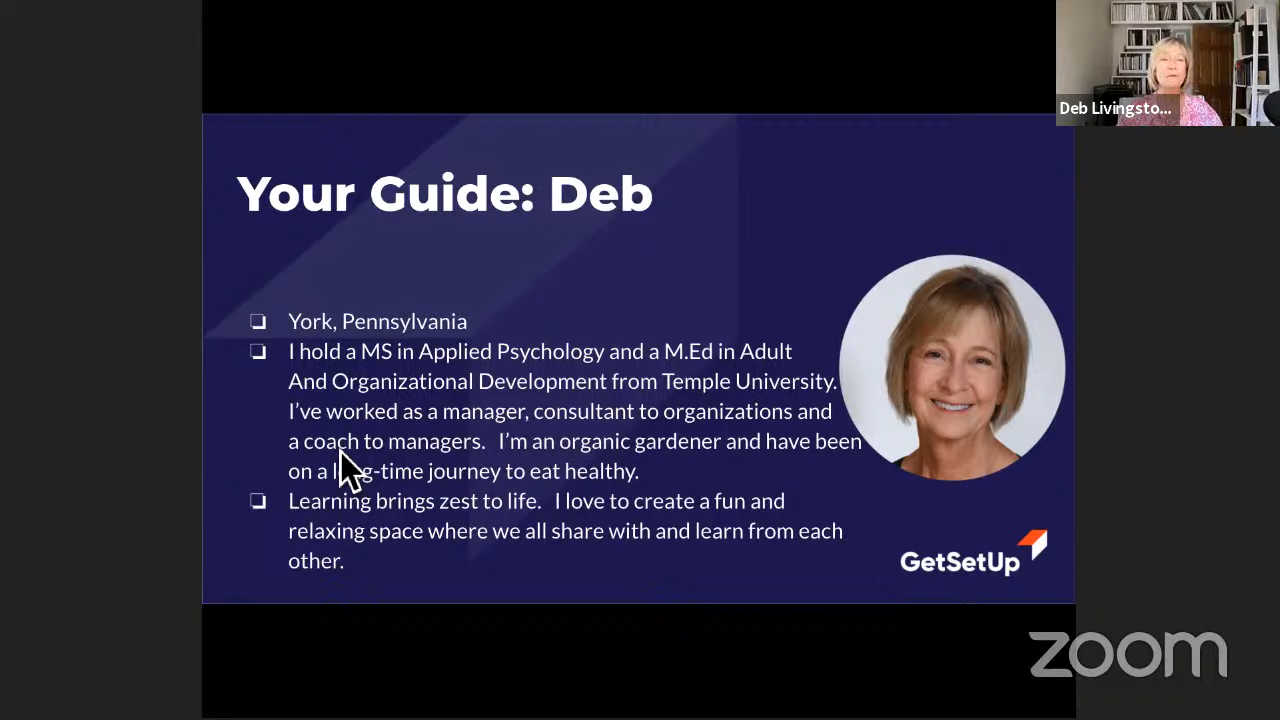 Deb Livingsto...
Your Guide: Deb
❏ York, Pennsylvania
❏ I hold a MS in Applied Psychology and a M.Ed in Adult
And Organizational Development from Temple University.
I've worked as a manager, consultant to organizations and
a coach to managers. I'm an organic gardener and have been
on a long-time journey to eat healthy.
❏ Learning brings zest to life. I love to create a fun and
relaxing space where we all share with and learn from each
other.
GetSetUp
zoom